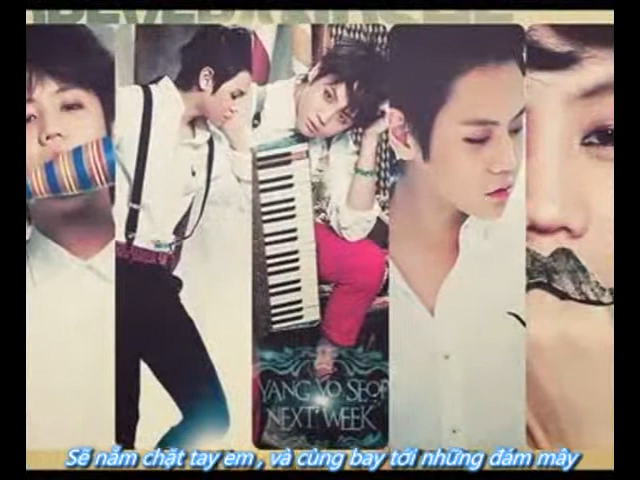 YANG YO SEOP
NEXT WEEK
Sẽ nắm chặt tay em , và cùng bay tới những đám mây